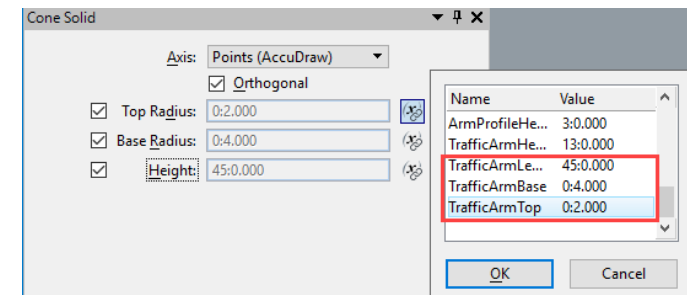 Cone Solid
Axis: Points (AccuDraw)
Orthogonal
Top Radius: 0:2.000
Base Radius: 0:4.000
Height: 45:0.000
Name Value
ArmProfileHe... 3:0.000
TrafficArmHe... 13:0.000
TrafficArmLe... 45:0.000
TrafficArmBase 0:4.000
TrafficArmTop 0:2.000
OK Cancel